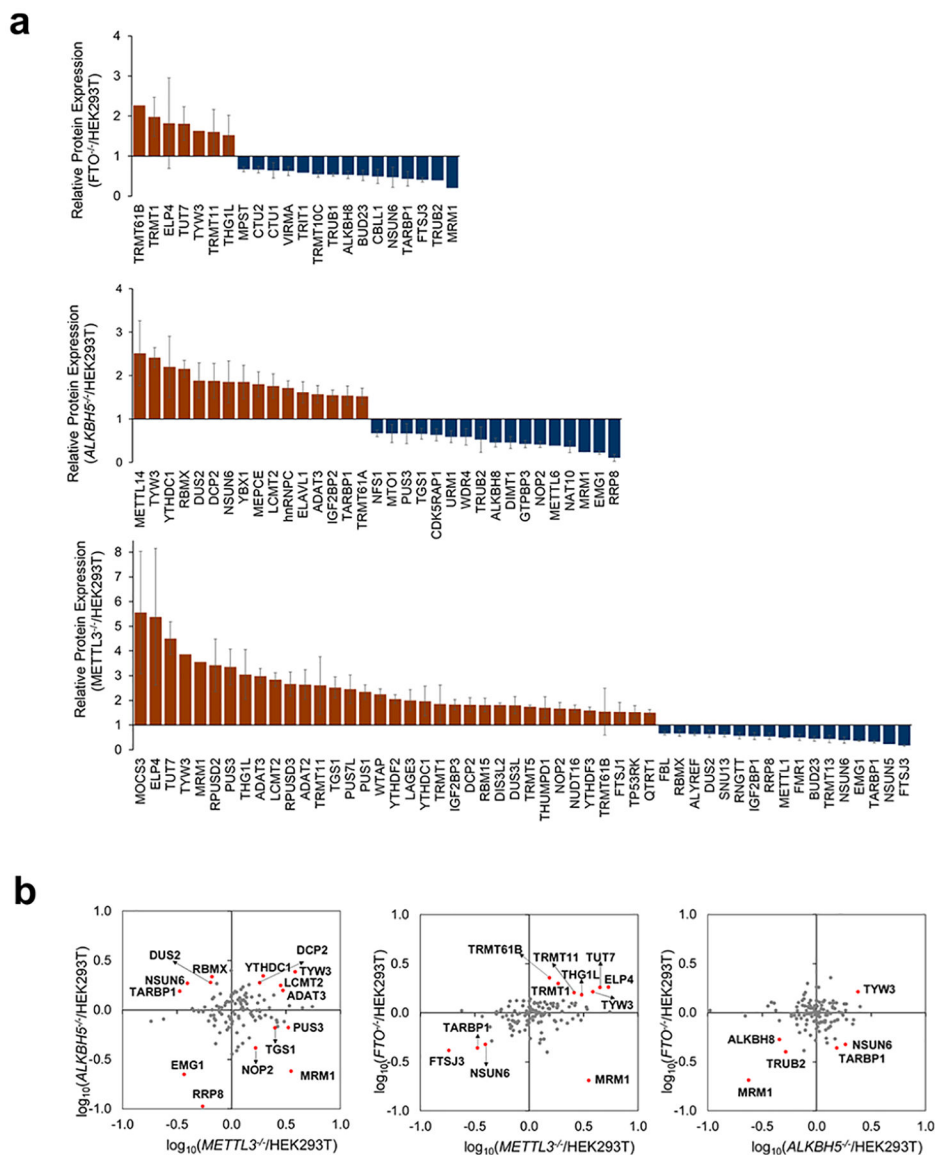 a
Relative Protein Expression
(FTO-/-/HEK293T)
4
3
2
1
0
TRMT61B
TRMT1
ELP4
TUT7
TYW3
TRMT11
THG1L
MPST
CTU2
CTU1
VIRMA
TRIT1
TRMT10C
TRUB1
ALKBH8
BUD23
CBLL1
NSUN6
TARBP1
FTSJ3
TRUB2
MRM1
Relative Protein Expression
(ALKBH5-/-/HEK293T)
4
3
2
1
0
METTL14
TYW3
YTHDC1
RBMX
DUS2
DCP2
NSUN6
YBX1
MEPCE
LCMT2
hnRNPC
ELAVL1
ADAT3
IGF2BP2
TARBP1
TRMT61A
NFS1
MTO1
PUS3
TGS1
CDK5RAP1
URM1
WDR4
TRUB2
ALKBH8
DIMT1
GTPBP3
NOP2
METTL6
NAT10
MRM1
EMG1
RRP8
Relative Protein Expression
(METTL3-/-/HEK293T)
8
7
6
5
4
3
2
1
0
MOCS3
ELP4
TUT7
TYW3
MRM1
RPUSD2
PUS3
THG1L
ADAT3
LCMT2
RPUSD3
ADAT2
TRMT11
TGS1
PUS7L
PUS1
WTAP
YTHDF2
LAGE3
YTHDC1
TRMT1
IGF2BP3
DCP2
RBM15
DIS3L2
DUS3L
TRMT5
THUMPD1
NOP2
NUDT16
YTHDF3
TRMT61B
FTSJ1
TP53RK
QTRT1
FBL
RBMX
ALYREF
DUS2
SNU13
RNGTT
IGF2BP1
RRP8
METTL1
FMR1
BUD23
TRMT13
NSUN6
EMG1
TARBP1
NSUN5
FTSJ3
b
log10(ALKBH5-/-/HEK293T)
1.0
0.5
0.0
-0.5
-1.0
DUS2
RBMX
NSUN6
TARBP1
YTHDC1
DCP2
TYW3
LCMT2
ADAT3
PUS3
TGS1
NOP2
MRM1
EMG1
RRP8
-1.0 -0.5 0.0 0.5 1.0
log10(METTL3-/-/HEK293T)
log10(FTO-/-/HEK293T)
1.0
0.5
0.0
-0.5
-1.0
TRMT61B
TRMT11
TUT7
THG1L
ELP4
TRMT1
TYW3
TARBP1
FTSJ3
NSUN6
MRM1
-1.0 -0.5 0.0 0.5 1.0
log10(METTL3-/-/HEK293T)
log10(FTO-/-/HEK293T)
1.0
0.5
0.0
-0.5
-1.0
TYW3
ALKBH8
NSUN6
TRUB2
TARBP1
MRM1
-1.0 -0.5 0.0 0.5 1.0
log10(ALKBH5-/-/HEK293T)